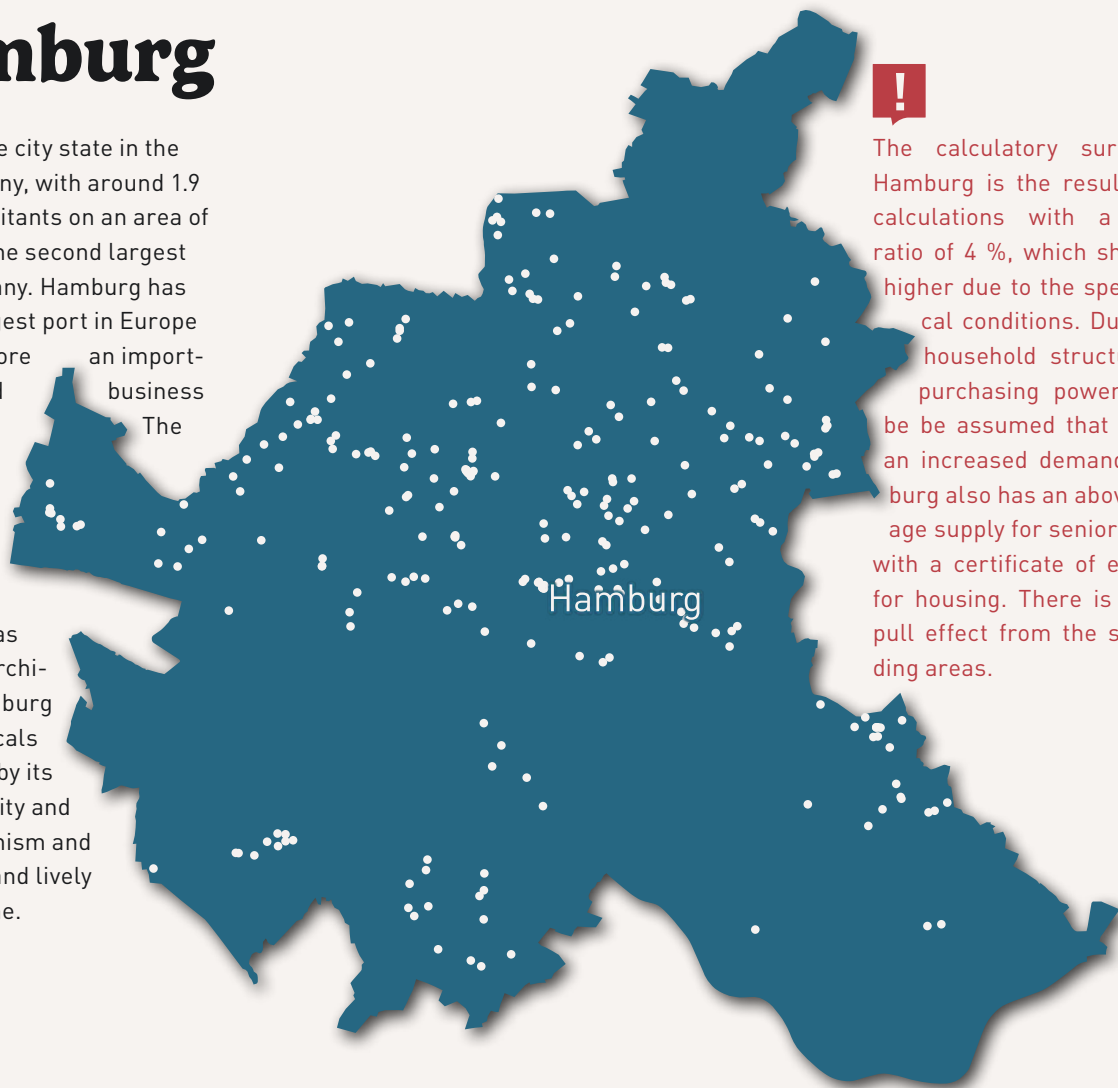 mburg
e city state in the
ny, with around 1.9
itants on an area of
he second largest
any. Hamburg has
gest port in Europe
ore an import-
business
The
as
rchi-
burg
cals
by its
ity and
nism and
and lively
e.
Hamburg
!
The calculatory sur
Hamburg is the resul
calculations with a
ratio of 4 %, which sh
higher due to the spe
cal conditions. Du
household struct
purchasing power
be be assumed that
an increased demand
burg also has an abov
age supply for senior
with a certificate of e
for housing. There is
pull effect from the s
ding areas.